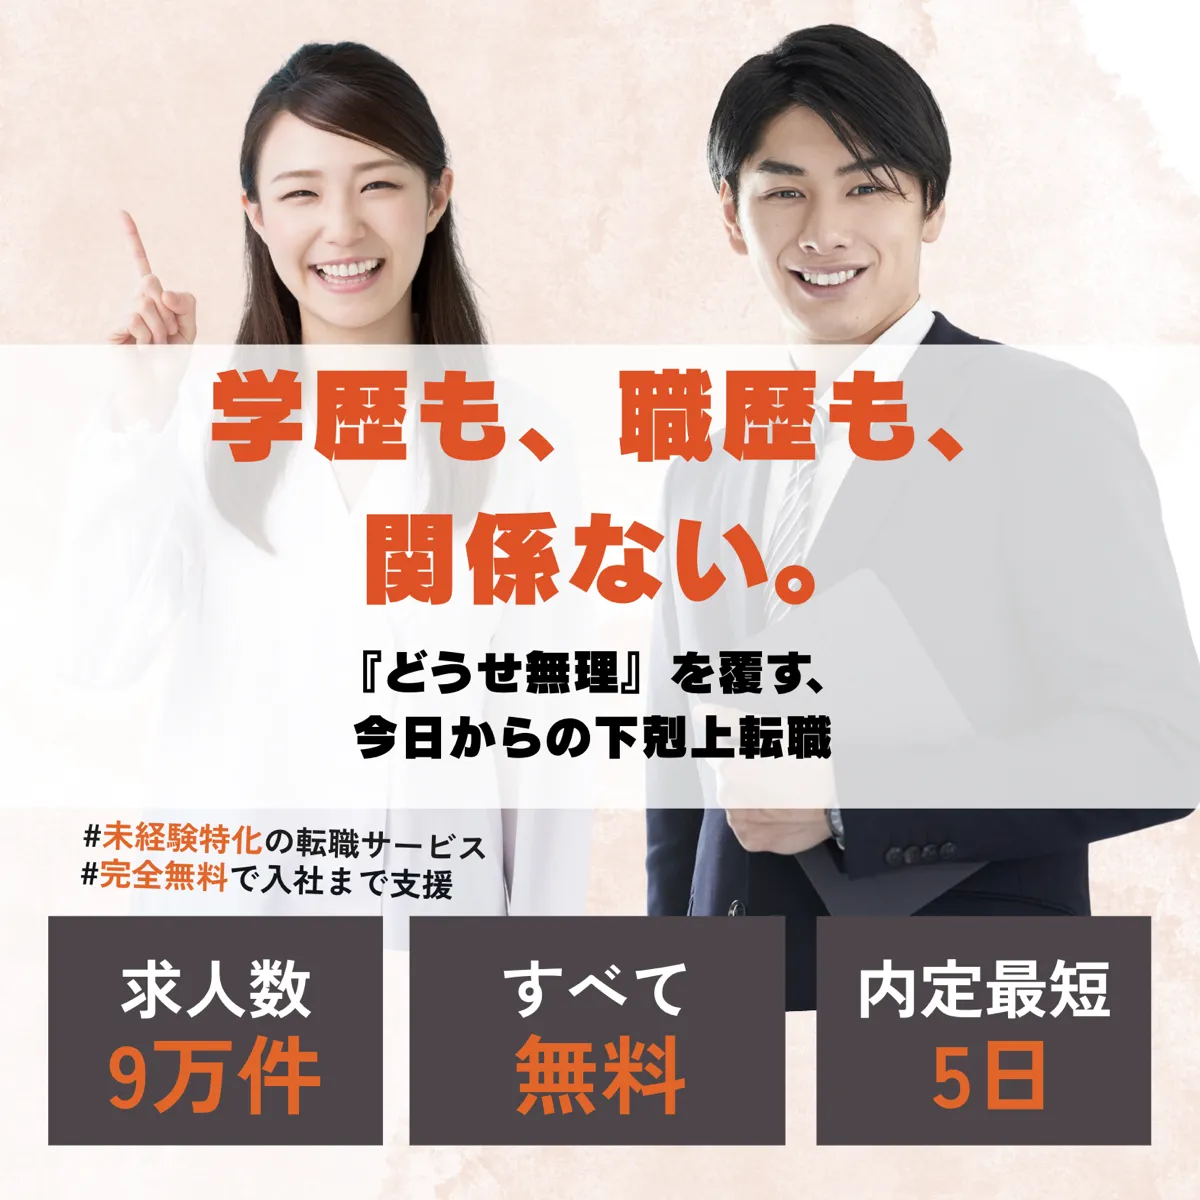 学歴も、職歴も、
関係ない。
『どうせ無理』を覆す、
今日からの下剋上転職
#未経験特化の転職サービス
#完全無料で入社まで支援
求人数
9万件
すべて
無料
内定最短
5日